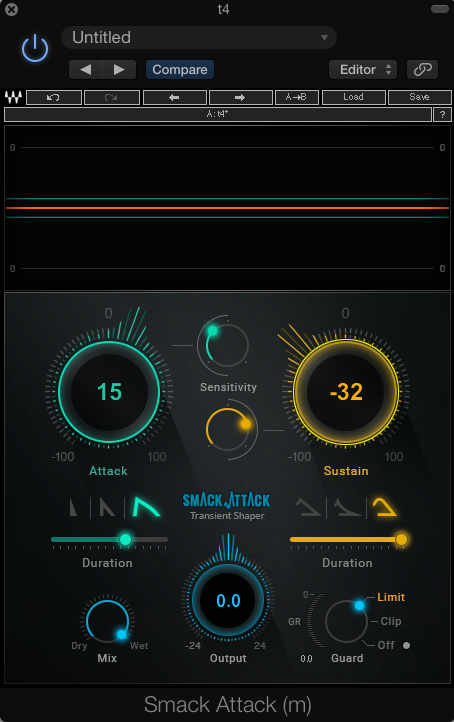 t4
Untitled
Compare
Editor
A→B Load Save
A: t4* ?
0 0
0 0
0 0
15 Sensitivity -32
-100 100 -100 100
Attack Sustain
SMACK ATTACK
Transient Shaper
Duration Duration
0.0
0 Limit
GR Clip
Dry Wet -24 24 Off
Mix Output 0.0 Guard
Smack Attack (m)